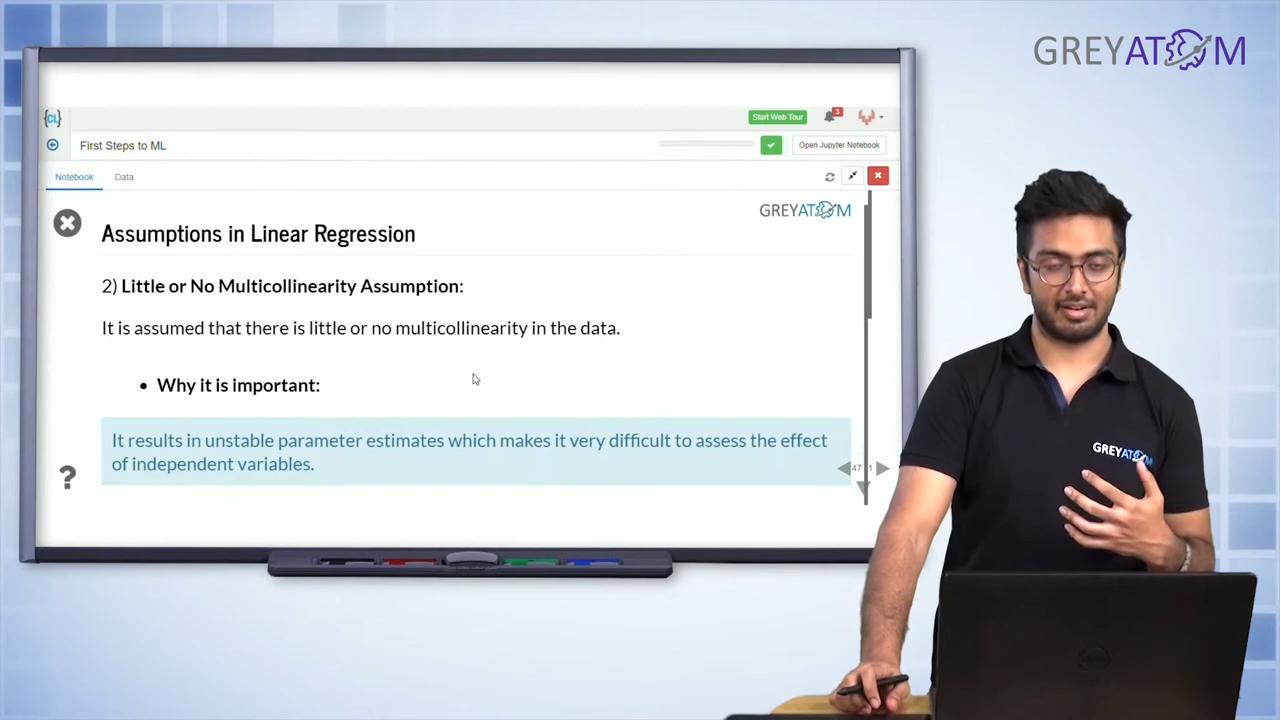 GREYATOM
{CL}
Start Web Tour
3
First Steps to ML
Open Jupyter Notebook
Notebook
Data
GREYATOM
Assumptions in Linear Regression
2) Little or No Multicollinearity Assumption:
It is assumed that there is little or no multicollinearity in the data.
• Why it is important:
It results in unstable parameter estimates which makes it very difficult to assess the effect
of independent variables.
?
GREYATOM
DELL